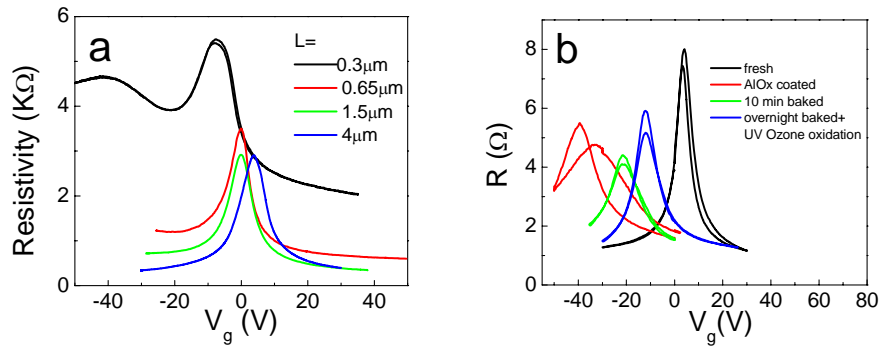 a
L=
0.3μm
0.65μm
1.5μm
4μm
Resistivity (KΩ)
6
4
2
0
-40 -20 0 20 40
V_g (V)
b
fresh
AlOx coated
10 min baked
overnight baked+
UV Ozone oxidation
R (Ω)
8
6
4
2
0
-40 -20 0 20 40 60 80
V_g (V)